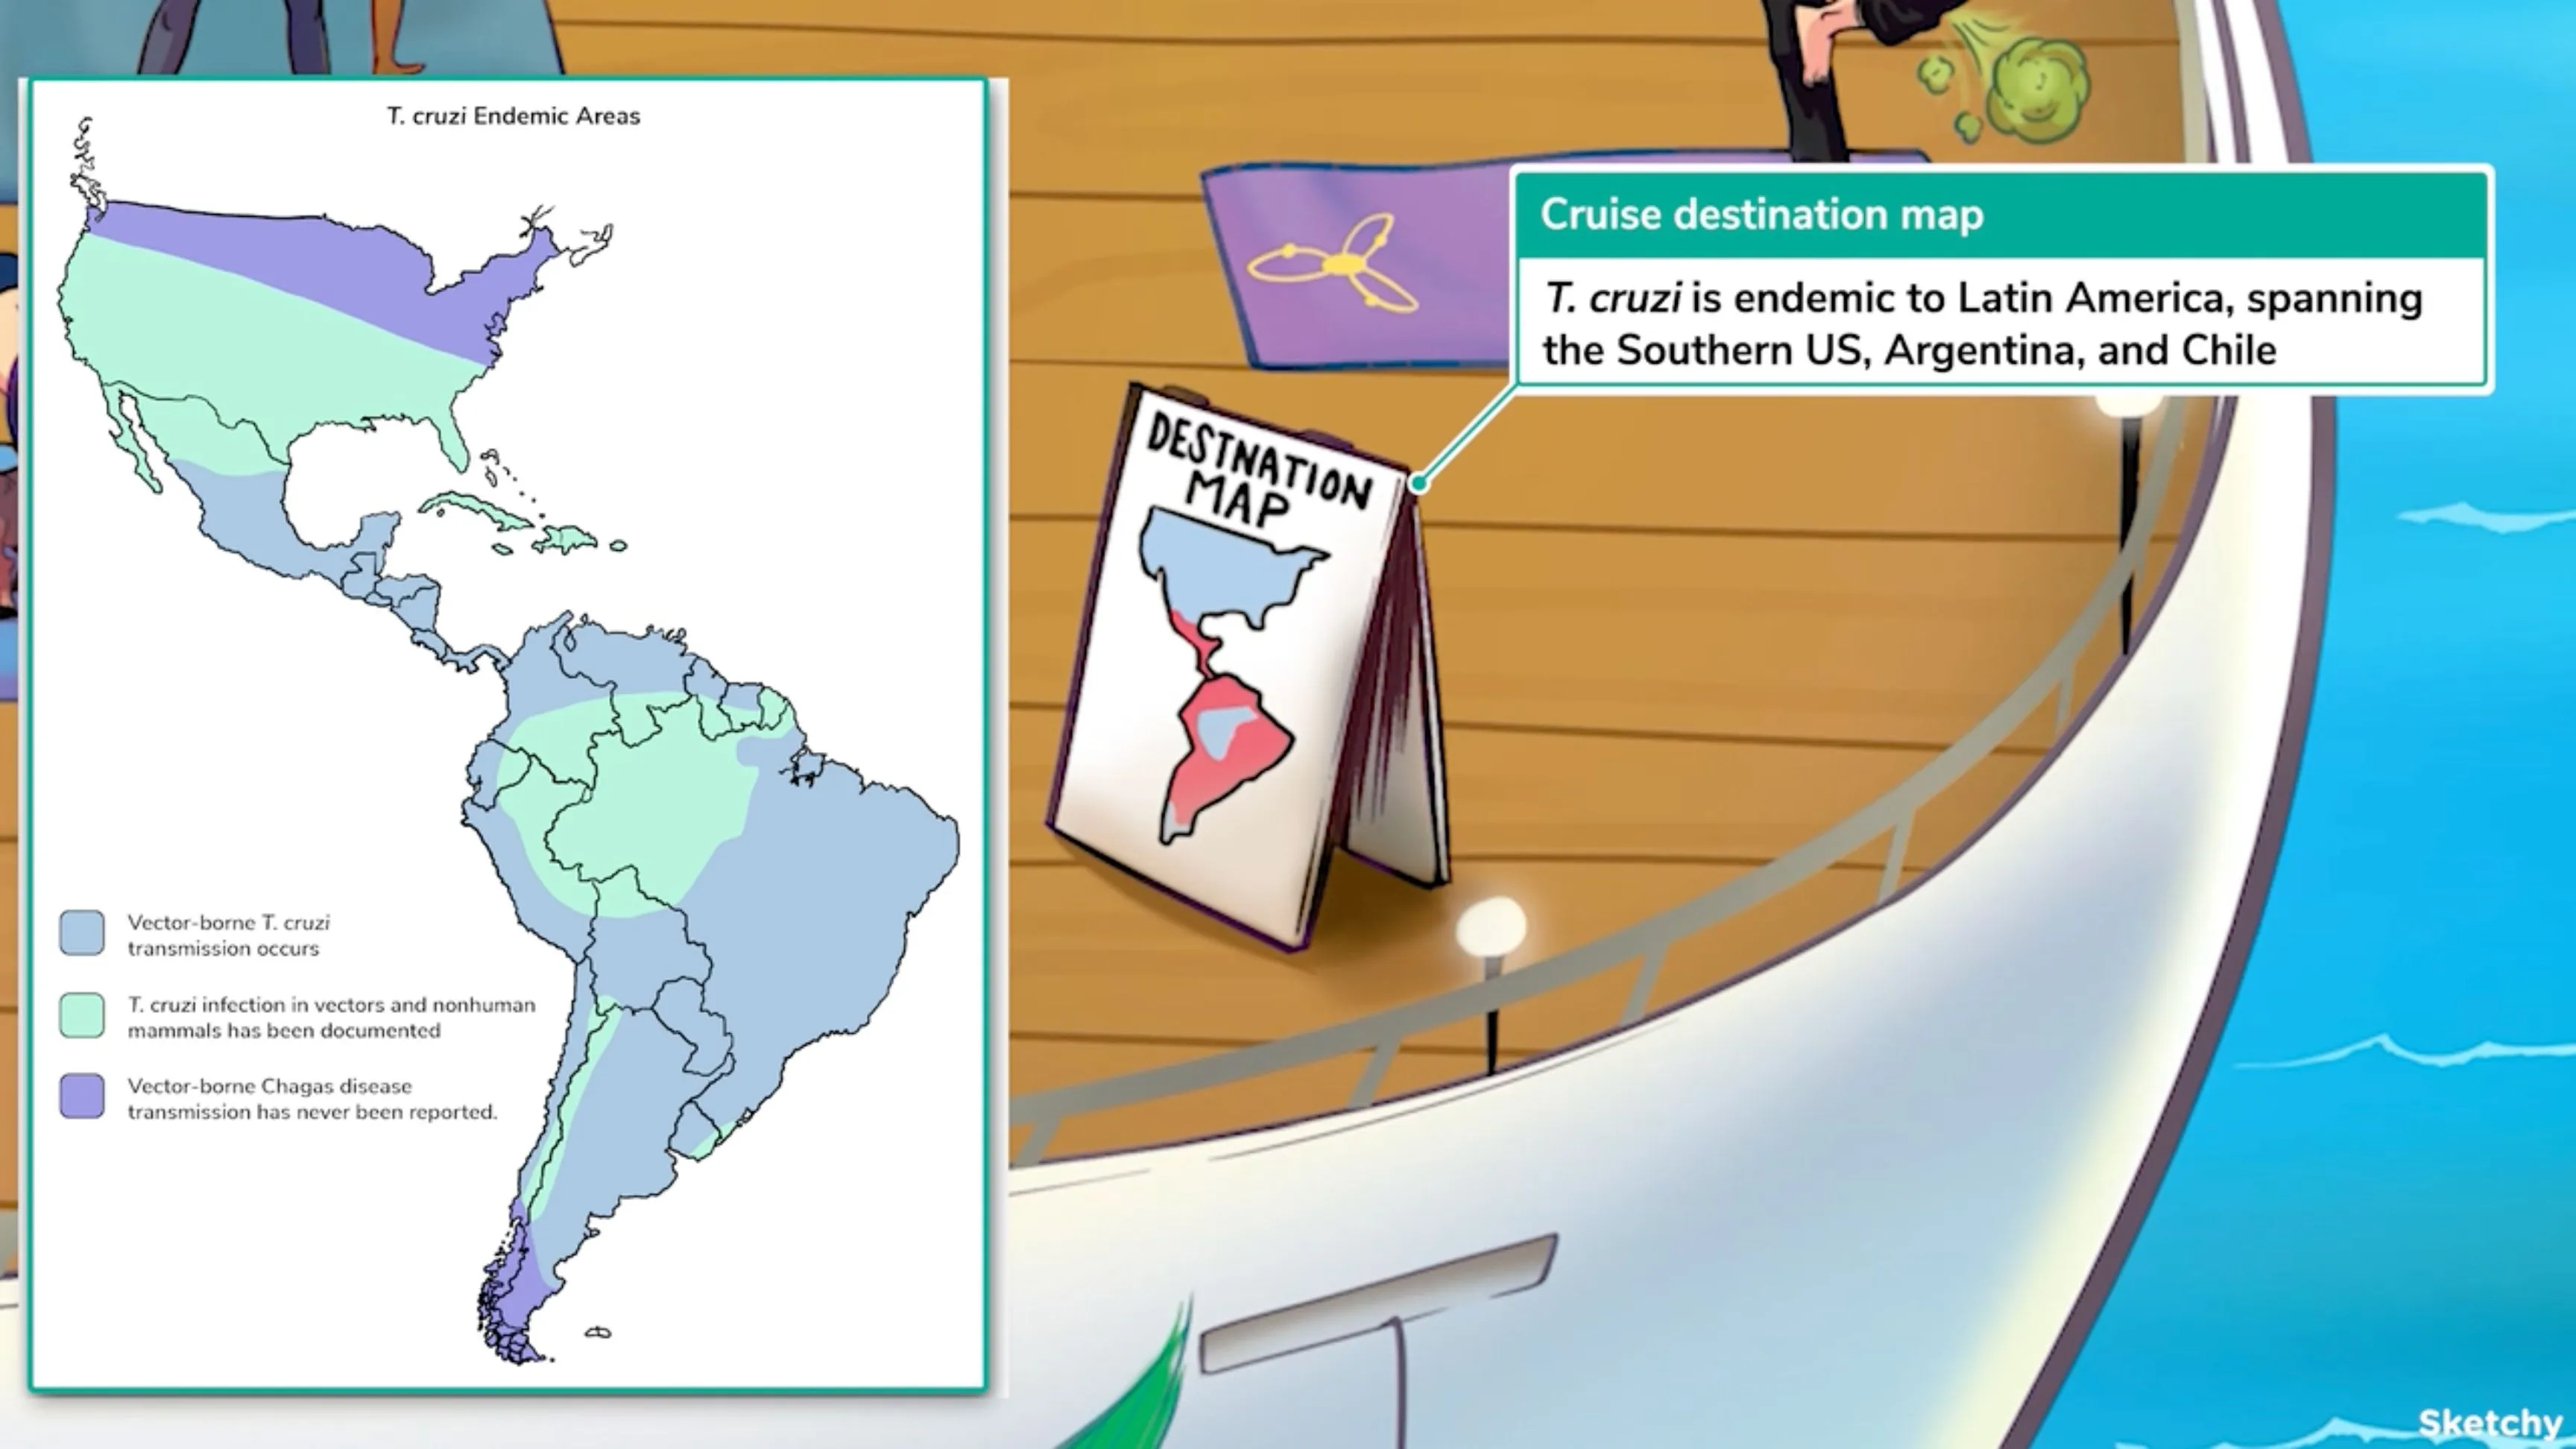 T. cruzi Endemic Areas
Vector-borne T. cruzi
transmission occurs
T. cruzi infection in vectors and nonhuman
mammals has been documented
Vector-borne Chagas disease
transmission has never been reported.
Cruise destination map
T. cruzi is endemic to Latin America, spanning
the Southern US, Argentina, and Chile
DESTNATION
MAP
Sketchy